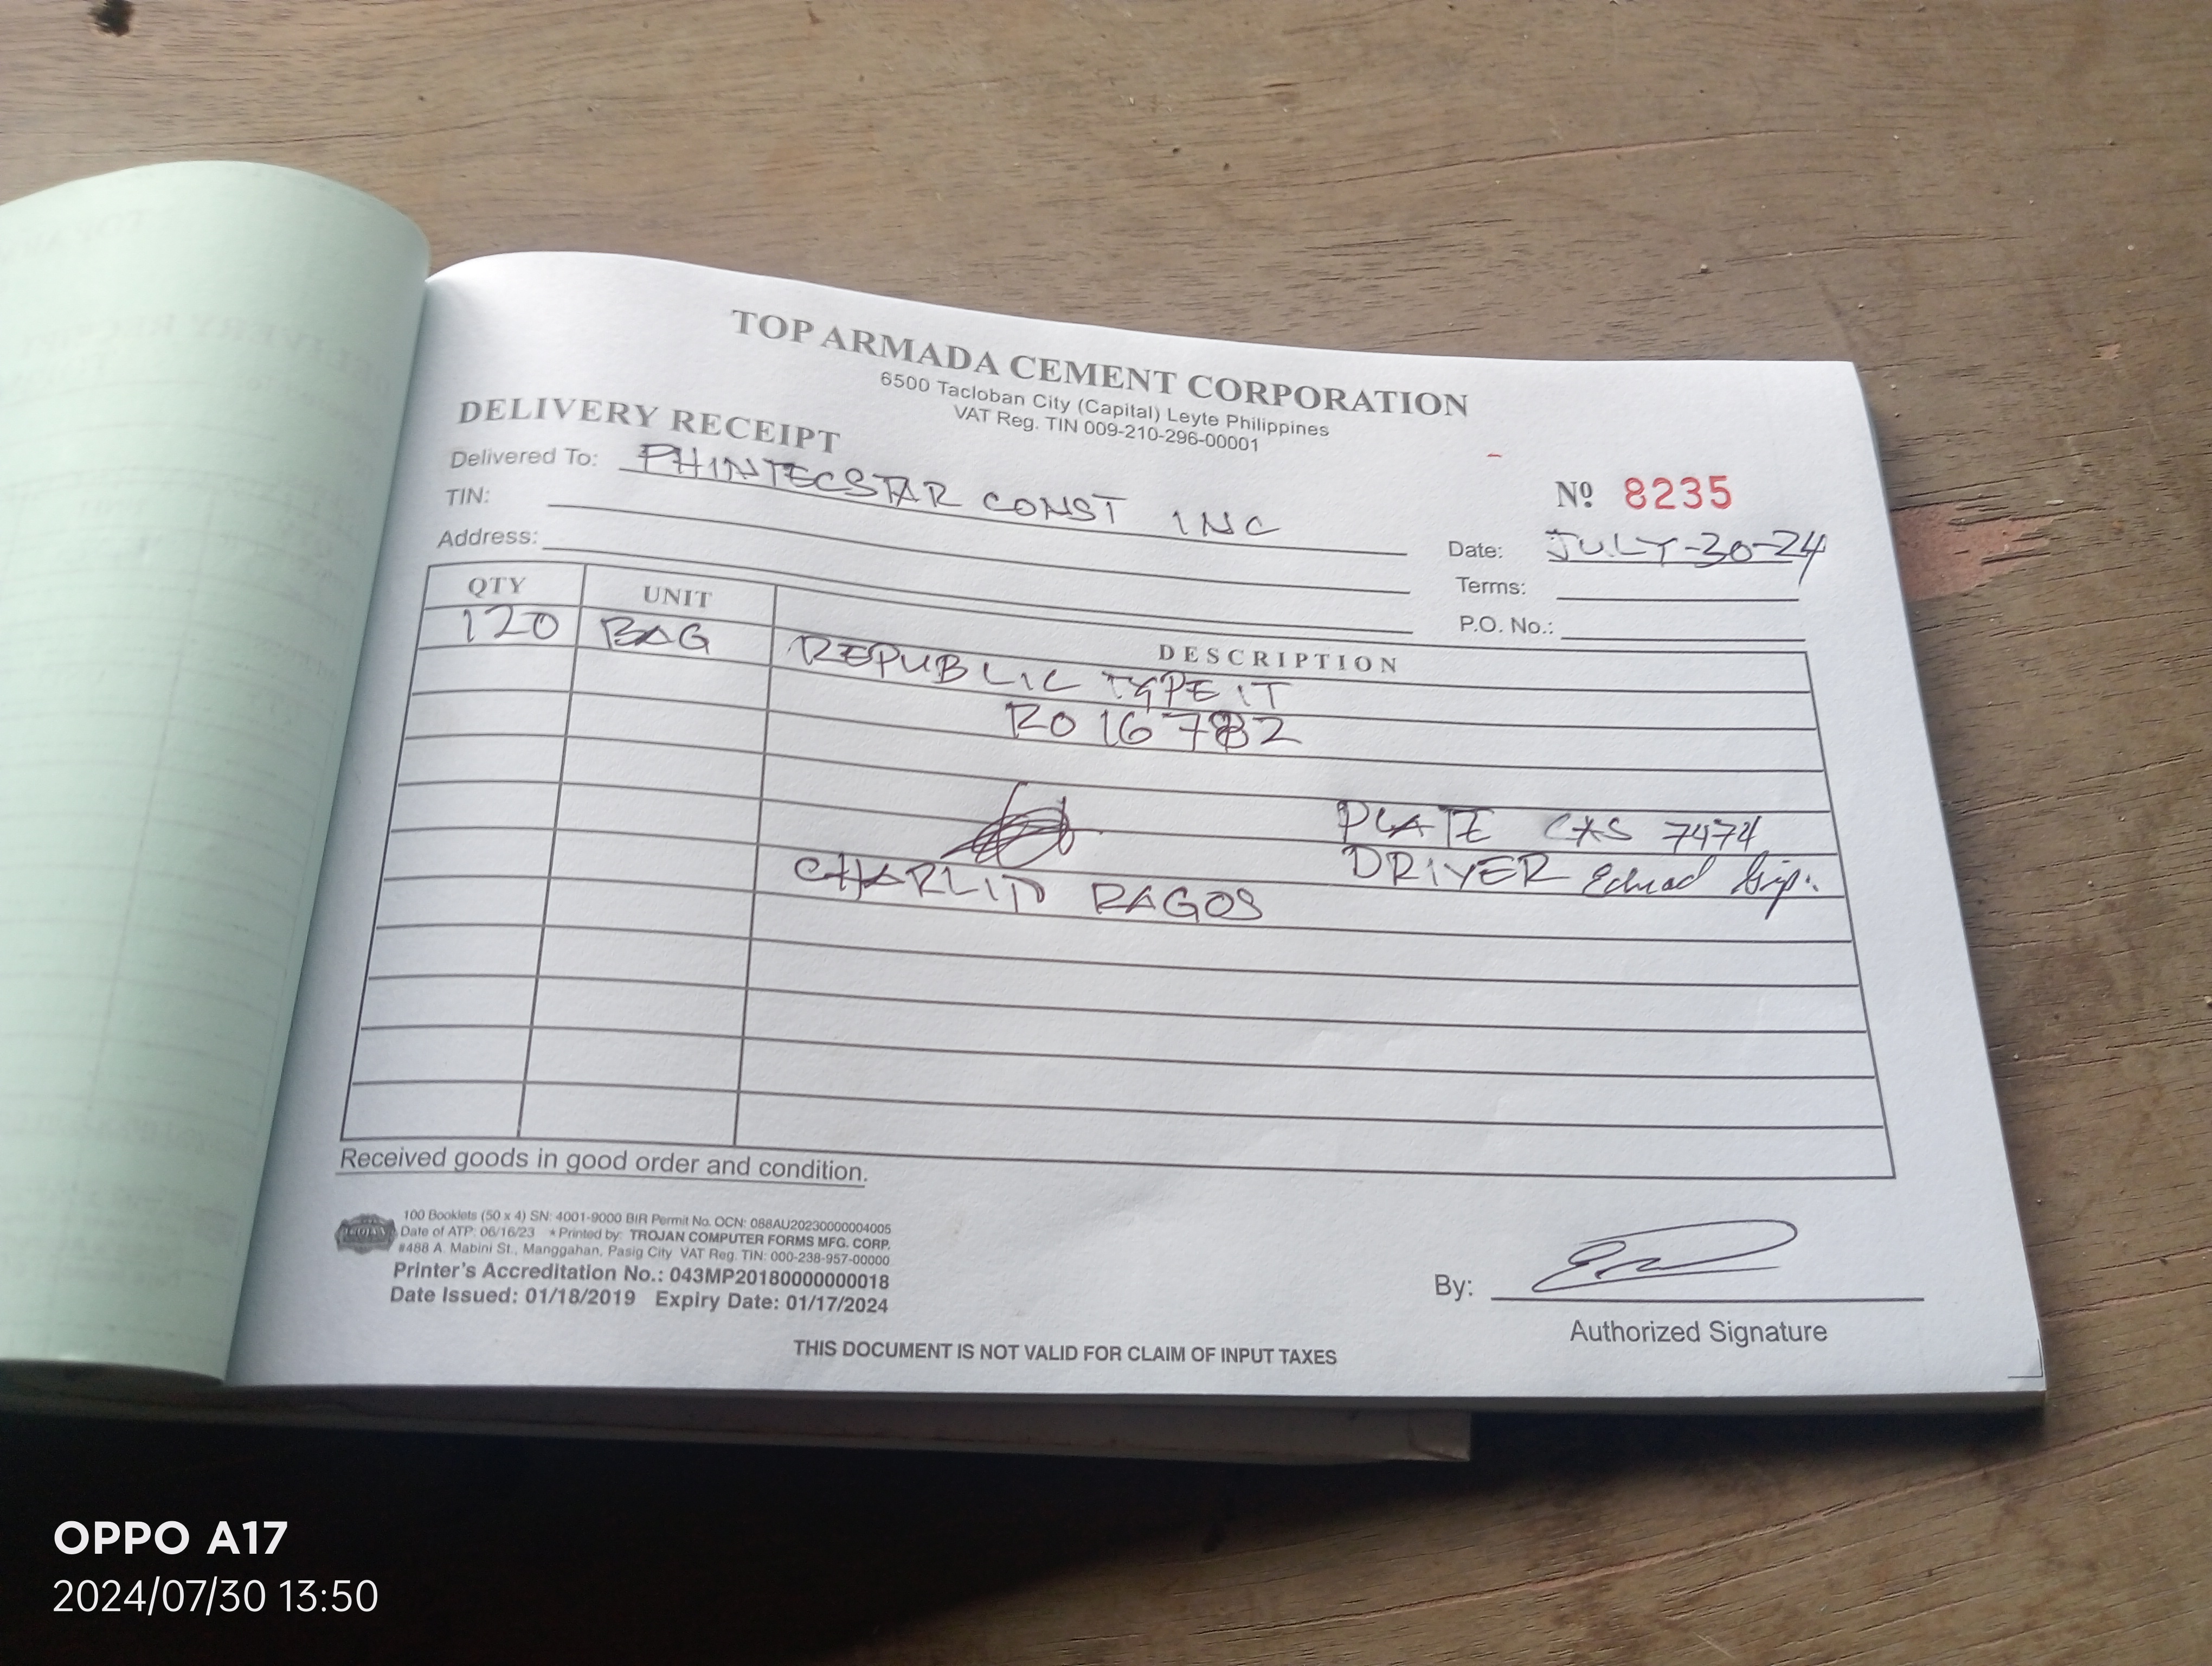 TOP ARMADA CEMENT CORPORATION
6500 Tacloban City (Capital) Leyte Philippines
VAT Reg. TIN 009-210-296-00001
DELIVERY RECEIPT
Delivered To: PHINTECSTAR CONST INC
Nº 8235
TIN:
Date: JULY-30-24
Address:
Terms:
P.O. No.:
QTY UNIT DESCRIPTION
120 BAG REPUBLIC TYPE 1T
RO 16782
PLATE 7474
DRIVER
RAGOS
Received goods in good order and condition.
100 Booklets (50 x 4) SN: 4001-9000 BIR Permit No. OCN: 088AU20230000004005
Date of ATP: 06/16/23 * Printed by: TROJAN COMPUTER FORMS MFG. CORP.
#488 A. Mabini St., Manggahan, Pasig City VAT Reg. TIN: 000-238-957-00000
Printer's Accreditation No.: 043MP20180000000018
Date Issued: 01/18/2019 Expiry Date: 01/17/2024
By:
Authorized Signature
THIS DOCUMENT IS NOT VALID FOR CLAIM OF INPUT TAXES
OPPO A17
2024/07/30 13:50